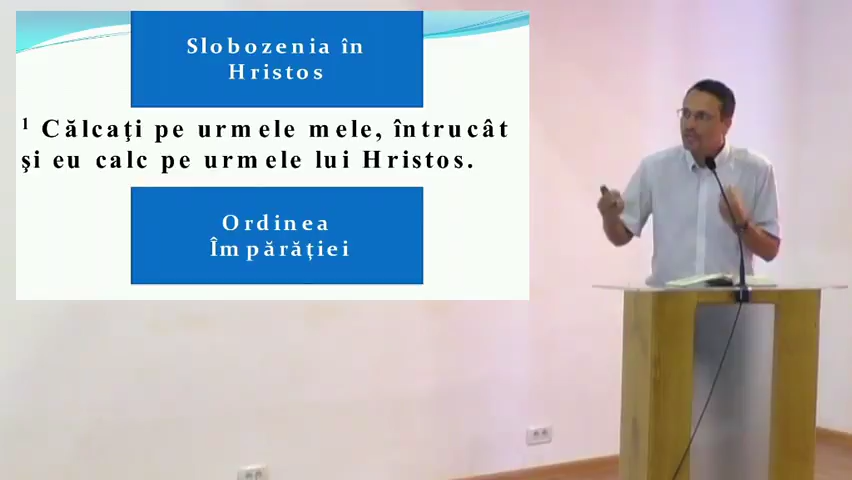 Slobozenia în
Hristos
1 Călcaţi pe urmele mele, întrucât
şi eu calc pe urmele lui Hristos.
Ordinea
Împărăţiei